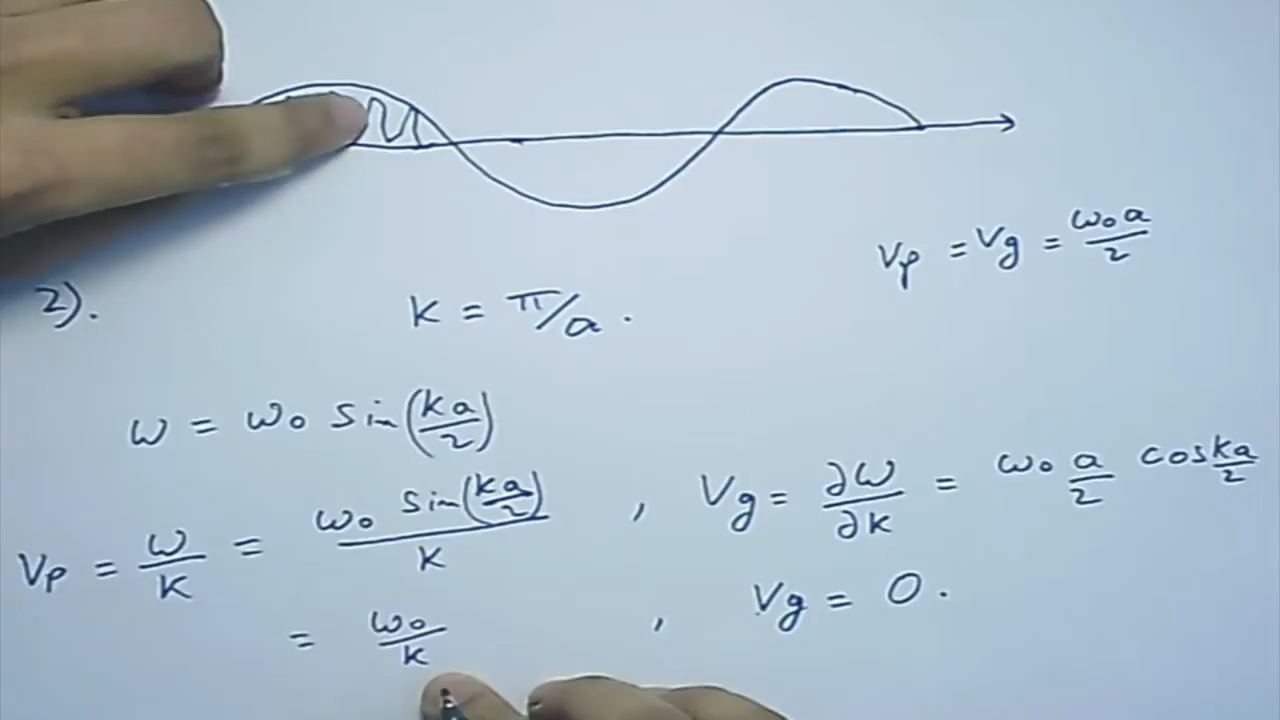 Vp = Vg = ω₀a/2
2). K = π/a.
ω = ω₀ sin(ka/2)
Vp = ω/K = ω₀ sin(ka/2)/K , Vg = ∂ω/∂k = ω₀ a/2 cos ka/2
= ω₀/K , Vg = 0.